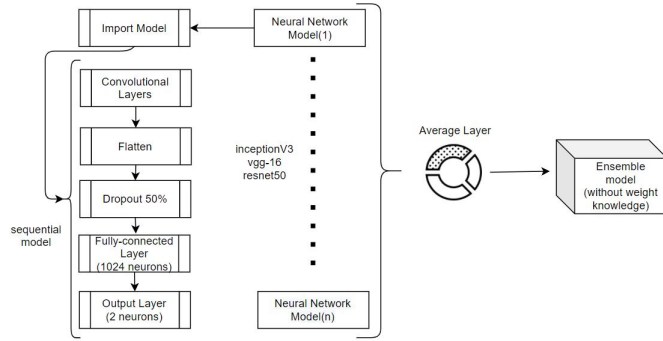 Import Model
Neural Network
Model(1)
Convolutional
Layers
Flatten
Dropout 50%
Fully-connected
Layer
(1024 neurons)
Output Layer
(2 neurons)
sequential
model
inceptionV3
vgg-16
resnet50
Neural Network
Model(n)
Average Layer
Ensemble
model
(without weight
knowledge)